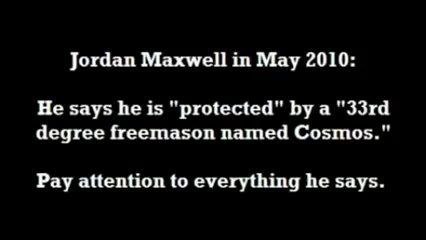 Jordan Maxwell in May 2010:
He says he is "protected" by a "33rd
degree freemason named Cosmos."
Pay attention to everything he says.